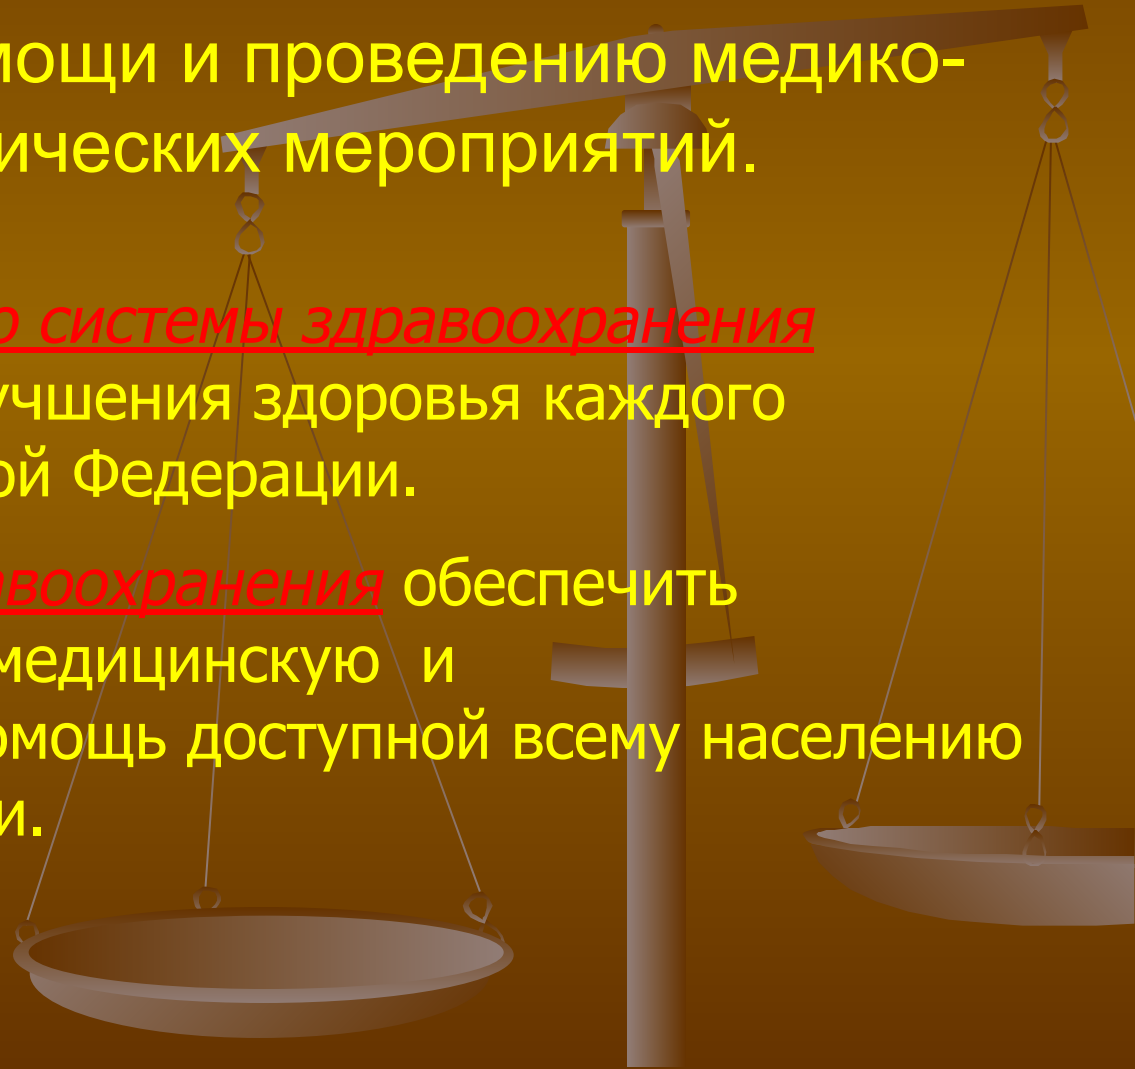 мощи и проведению медико-
ических мероприятий.
о системы здравоохранения
учшения здоровья каждого
ой Федерации.
авоохранения обеспечить
медицинскую и
омощь доступной всему населению
и.